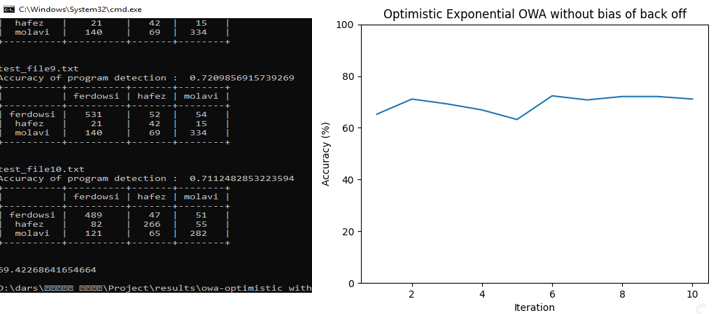 C:\Windows\System32\cmd.exe
| hafez | 21 | 42 | 15 |
| molavi | 140 | 69 | 334 |
+----------+----------+-------+--------+
test_file9.txt
Accuracy of program detection : 0.7209856915739269
+----------+----------+-------+--------+
| | ferdowsi | hafez | molavi |
+----------+----------+-------+--------+
| ferdowsi | 531 | 52 | 54 |
| hafez | 21 | 42 | 15 |
| molavi | 140 | 69 | 334 |
+----------+----------+-------+--------+
test_file10.txt
Accuracy of program detection : 0.7112482853223594
+----------+----------+-------+--------+
| | ferdowsi | hafez | molavi |
+----------+----------+-------+--------+
| ferdowsi | 489 | 47 | 51 |
| hafez | 82 | 266 | 55 |
| molavi | 121 | 65 | 282 |
+----------+----------+-------+--------+
69.42268641654664
D:\dars\ \Project\results\owa-optimistic with
Optimistic Exponential OWA without bias of back off
Accuracy (%)
100
80
60
40
20
0
2 4 6 8 10
Iteration